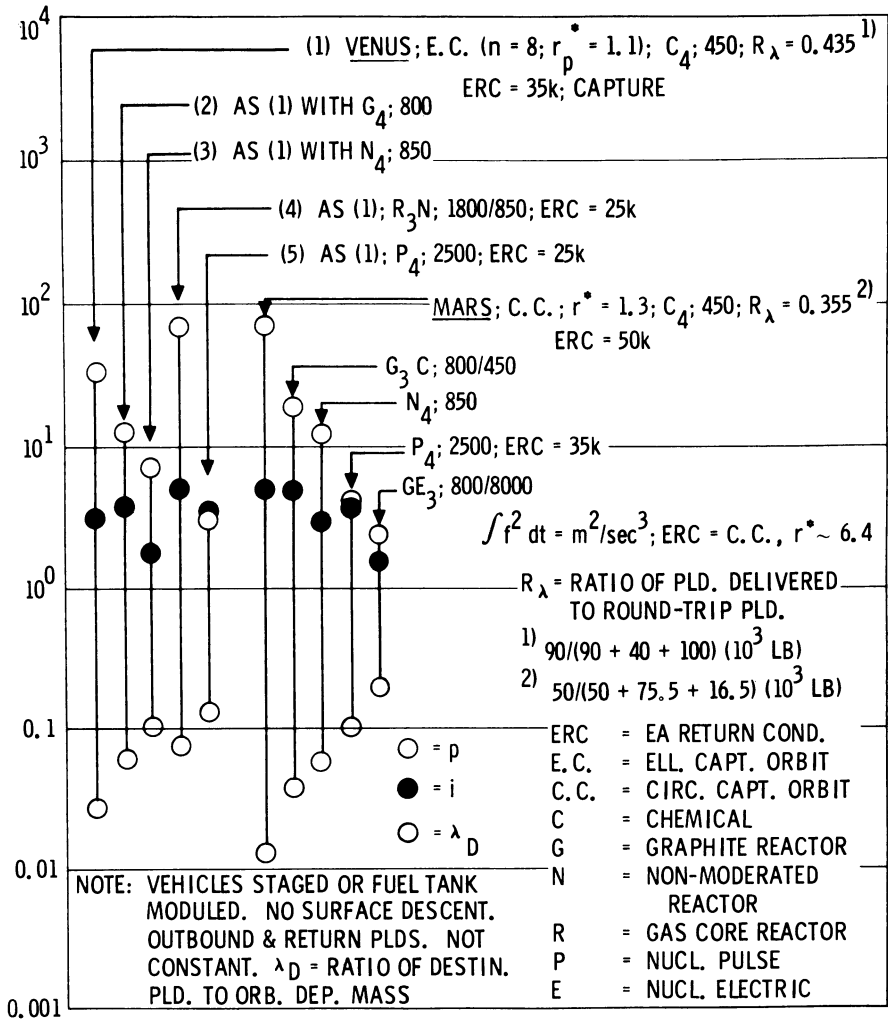 10^4
(1) VENUS; E.C. (n = 8; r_p^* = 1.1); C_4; 450; R_λ = 0.435^1)
ERC = 35k; CAPTURE
(2) AS (1) WITH G_4; 800
10^3
(3) AS (1) WITH N_4; 850
(4) AS (1); R_3N; 1800/850; ERC = 25k
(5) AS (1); P_4; 2500; ERC = 25k
10^2
MARS; C.C.; r^* = 1.3; C_4; 450; R_λ = 0.355^2)
ERC = 50k
G_3 C; 800/450
N_4; 850
10^1
P_4; 2500; ERC = 35k
GE_3; 800/8000
∫ f^2 dt = m^2/sec^3; ERC = C.C., r^* ~ 6.4
10^0
R_λ = RATIO OF PLD. DELIVERED
TO ROUND-TRIP PLD.
1) 90/(90 + 40 + 100) (10^3 LB)
2) 50/(50 + 75.5 + 16.5) (10^3 LB)
0.1
○ = p
● = i
○ = λ_D
ERC = EA RETURN COND.
E.C. = ELL. CAPT. ORBIT
C.C. = CIRC. CAPT. ORBIT
C = CHEMICAL
G = GRAPHITE REACTOR
N = NON-MODERATED
REACTOR
R = GAS CORE REACTOR
P = NUCL. PULSE
E = NUCL. ELECTRIC
0.01
NOTE: VEHICLES STAGED OR FUEL TANK
MODULED. NO SURFACE DESCENT.
OUTBOUND & RETURN PLDS. NOT
CONSTANT. λ_D = RATIO OF DESTIN.
PLD. TO ORB. DEP. MASS
0.001